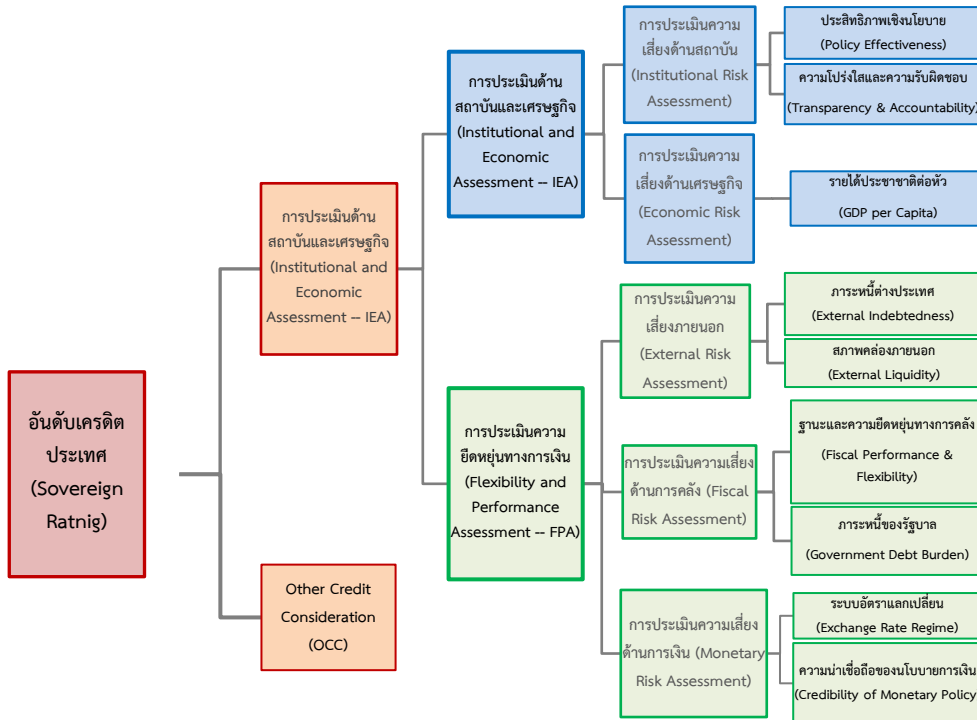 อันดับเครดิต
ประเทศ
(Sovereign
Ratnig)
การประเมินด้าน
สถาบันและเศรษฐกิจ
(Institutional and
Economic
Assessment -- IEA)
Other Credit
Consideration
(OCC)
การประเมินด้าน
สถาบันและเศรษฐกิจ
(Institutional and
Economic
Assessment -- IEA)
การประเมินความ
ยืดหยุ่นทางการเงิน
(Flexibility and
Performance
Assessment -- FPA)
การประเมินความ
เสี่ยงด้านสถาบัน
(Institutional Risk
Assessment)
การประเมินความ
เสี่ยงด้านเศรษฐกิจ
(Economic Risk
Assessment)
การประเมินความ
เสี่ยงภายนอก
(External Risk
Assessment)
การประเมินความเสี่ยง
ด้านการคลัง (Fiscal
Risk Assessment)
การประเมินความเสี่ยง
ด้านการเงิน (Monetary
Risk Assessment)
ประสิทธิภาพเชิงนโยบาย
(Policy Effectiveness)
ความโปร่งใสและความรับผิดชอบ
(Transparency & Accountability)
รายได้ประชาชาติต่อหัว
(GDP per Capita)
ภาระหนี้ต่างประเทศ
(External Indebtedness)
สภาพคล่องภายนอก
(External Liquidity)
ฐานะและความยืดหยุ่นทางการคลัง
(Fiscal Performance &
Flexibility)
ภาระหนี้ของรัฐบาล
(Government Debt Burden)
ระบบอัตราแลกเปลี่ยน
(Exchange Rate Regime)
ความน่าเชื่อถือของนโบบายการเงิน
(Credibility of Monetary Policy